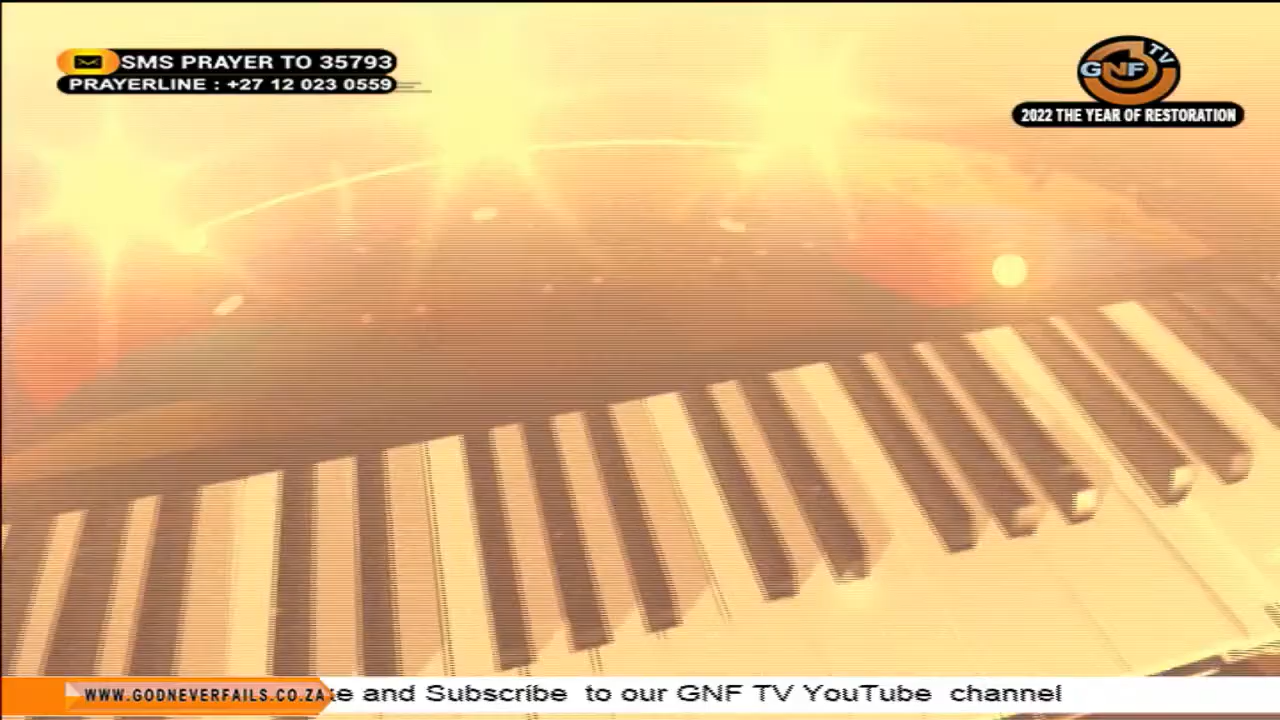 SMS PRAYER TO 35793
PRAYERLINE : +27 12 023 0559
GNF TV
2022 THE YEAR OF RESTORATION
WWW.GODNEVERFAILS.CO.ZA
and Subscribe to our GNF TV YouTube channel